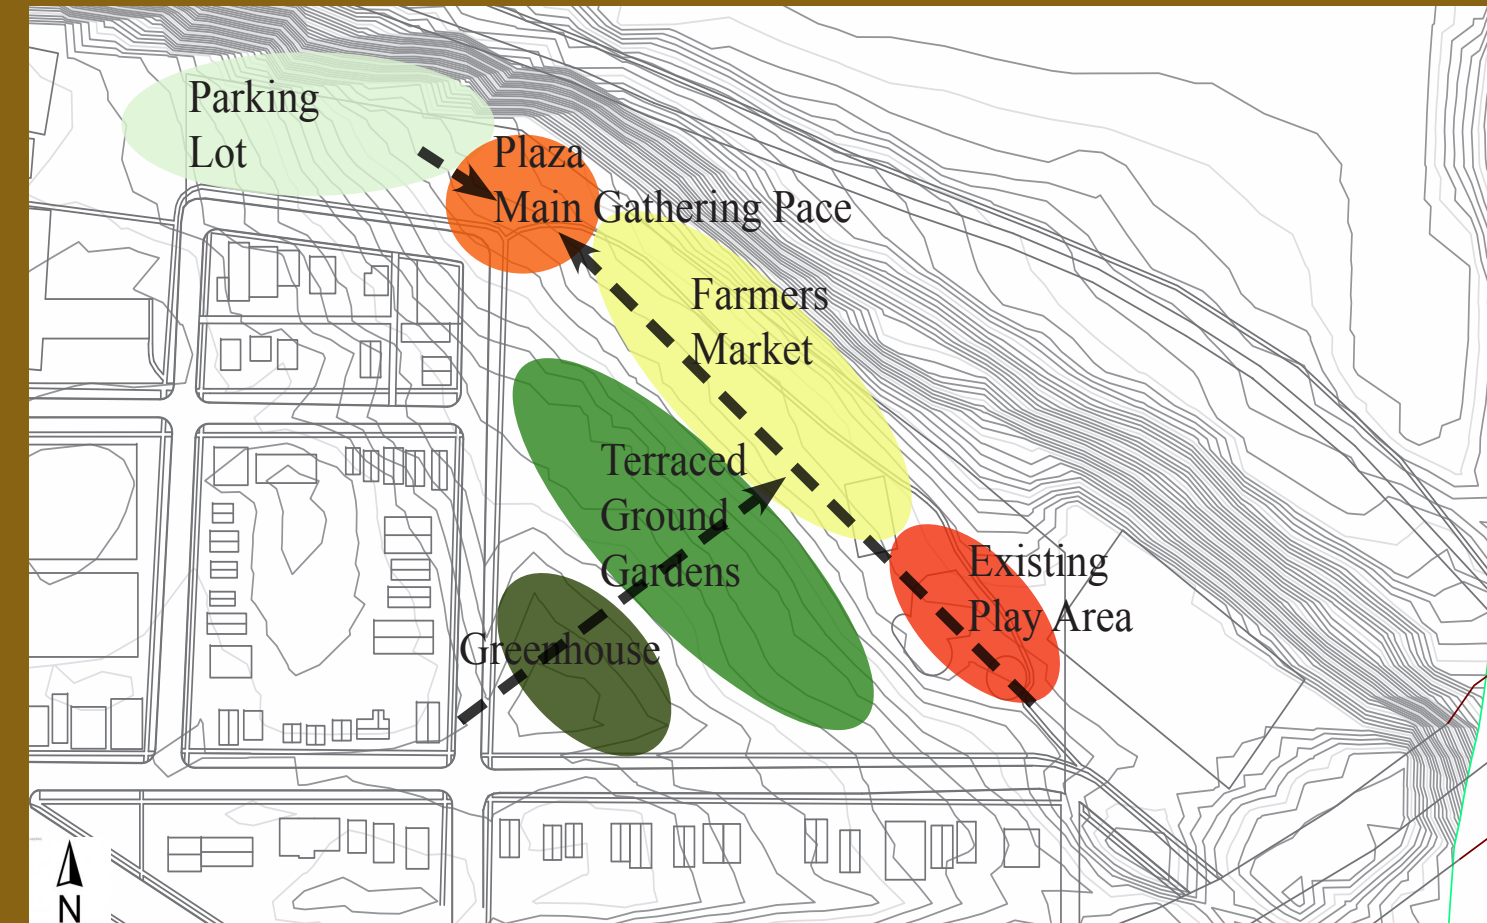 Parking
Lot
Plaza
Main Gathering Pace
Farmers
Market
Terraced
Ground
Gardens
Existing
Play Area
Greenhouse
N